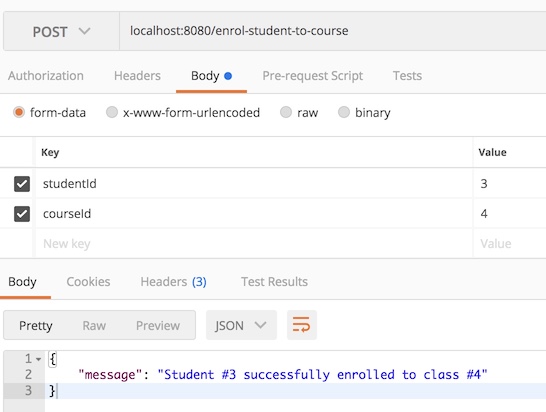 POST localhost:8080/enrol-student-to-course
Authorization Headers Body Pre-request Script Tests
form-data x-www-form-urlencoded raw binary
Key Value
studentId 3
courseId 4
New key Value
Body Cookies Headers (3) Test Results
Pretty Raw Preview JSON
1 {
2 "message": "Student #3 successfully enrolled to class #4"
3 }